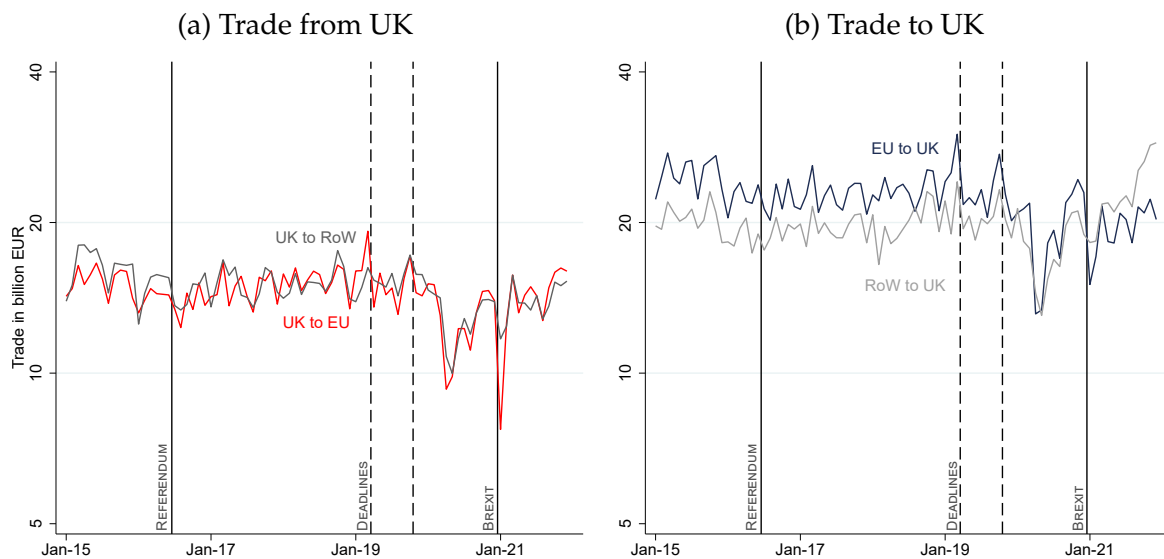 (a) Trade from UK
Trade in billion EUR
40
20
10
5
UK to RoW
UK to EU
REFERENDUM
DEADLINES
BREXIT
Jan-15
Jan-17
Jan-19
Jan-21
(b) Trade to UK
40
20
10
5
EU to UK
RoW to UK
REFERENDUM
DEADLINES
BREXIT
Jan-15
Jan-17
Jan-19
Jan-21